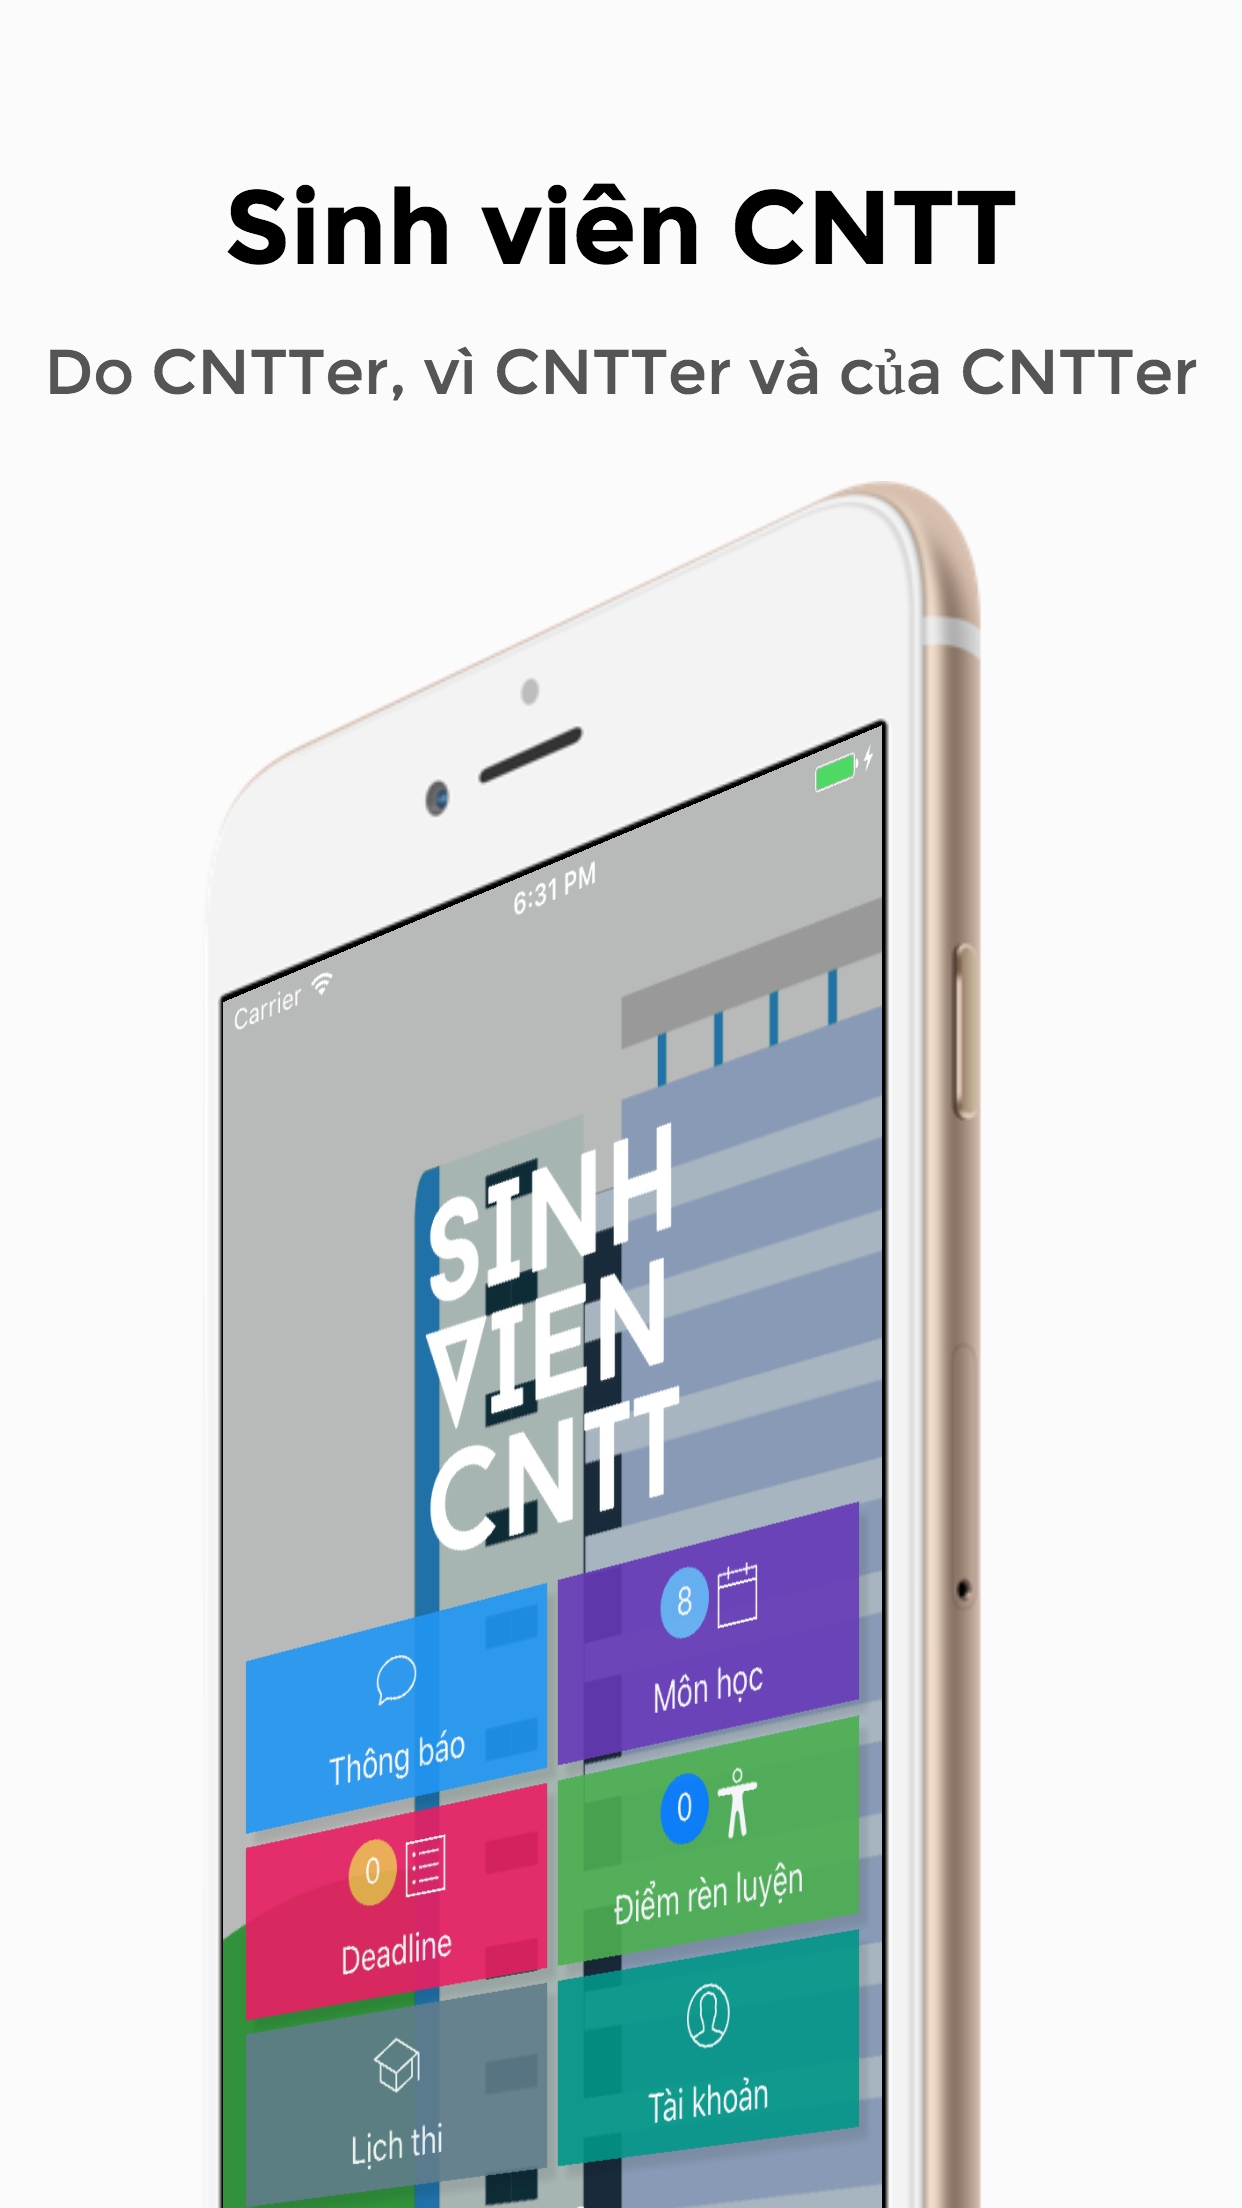 Sinh viên CNTT
Do CNTTer, vì CNTTer và của CNTTer
6:31 PM
Carrier
SINH
VIEN
CNTT
8
Môn học
Thông báo
0
Điểm rèn luyện
0
Deadline
Tài khoản
Lịch thi